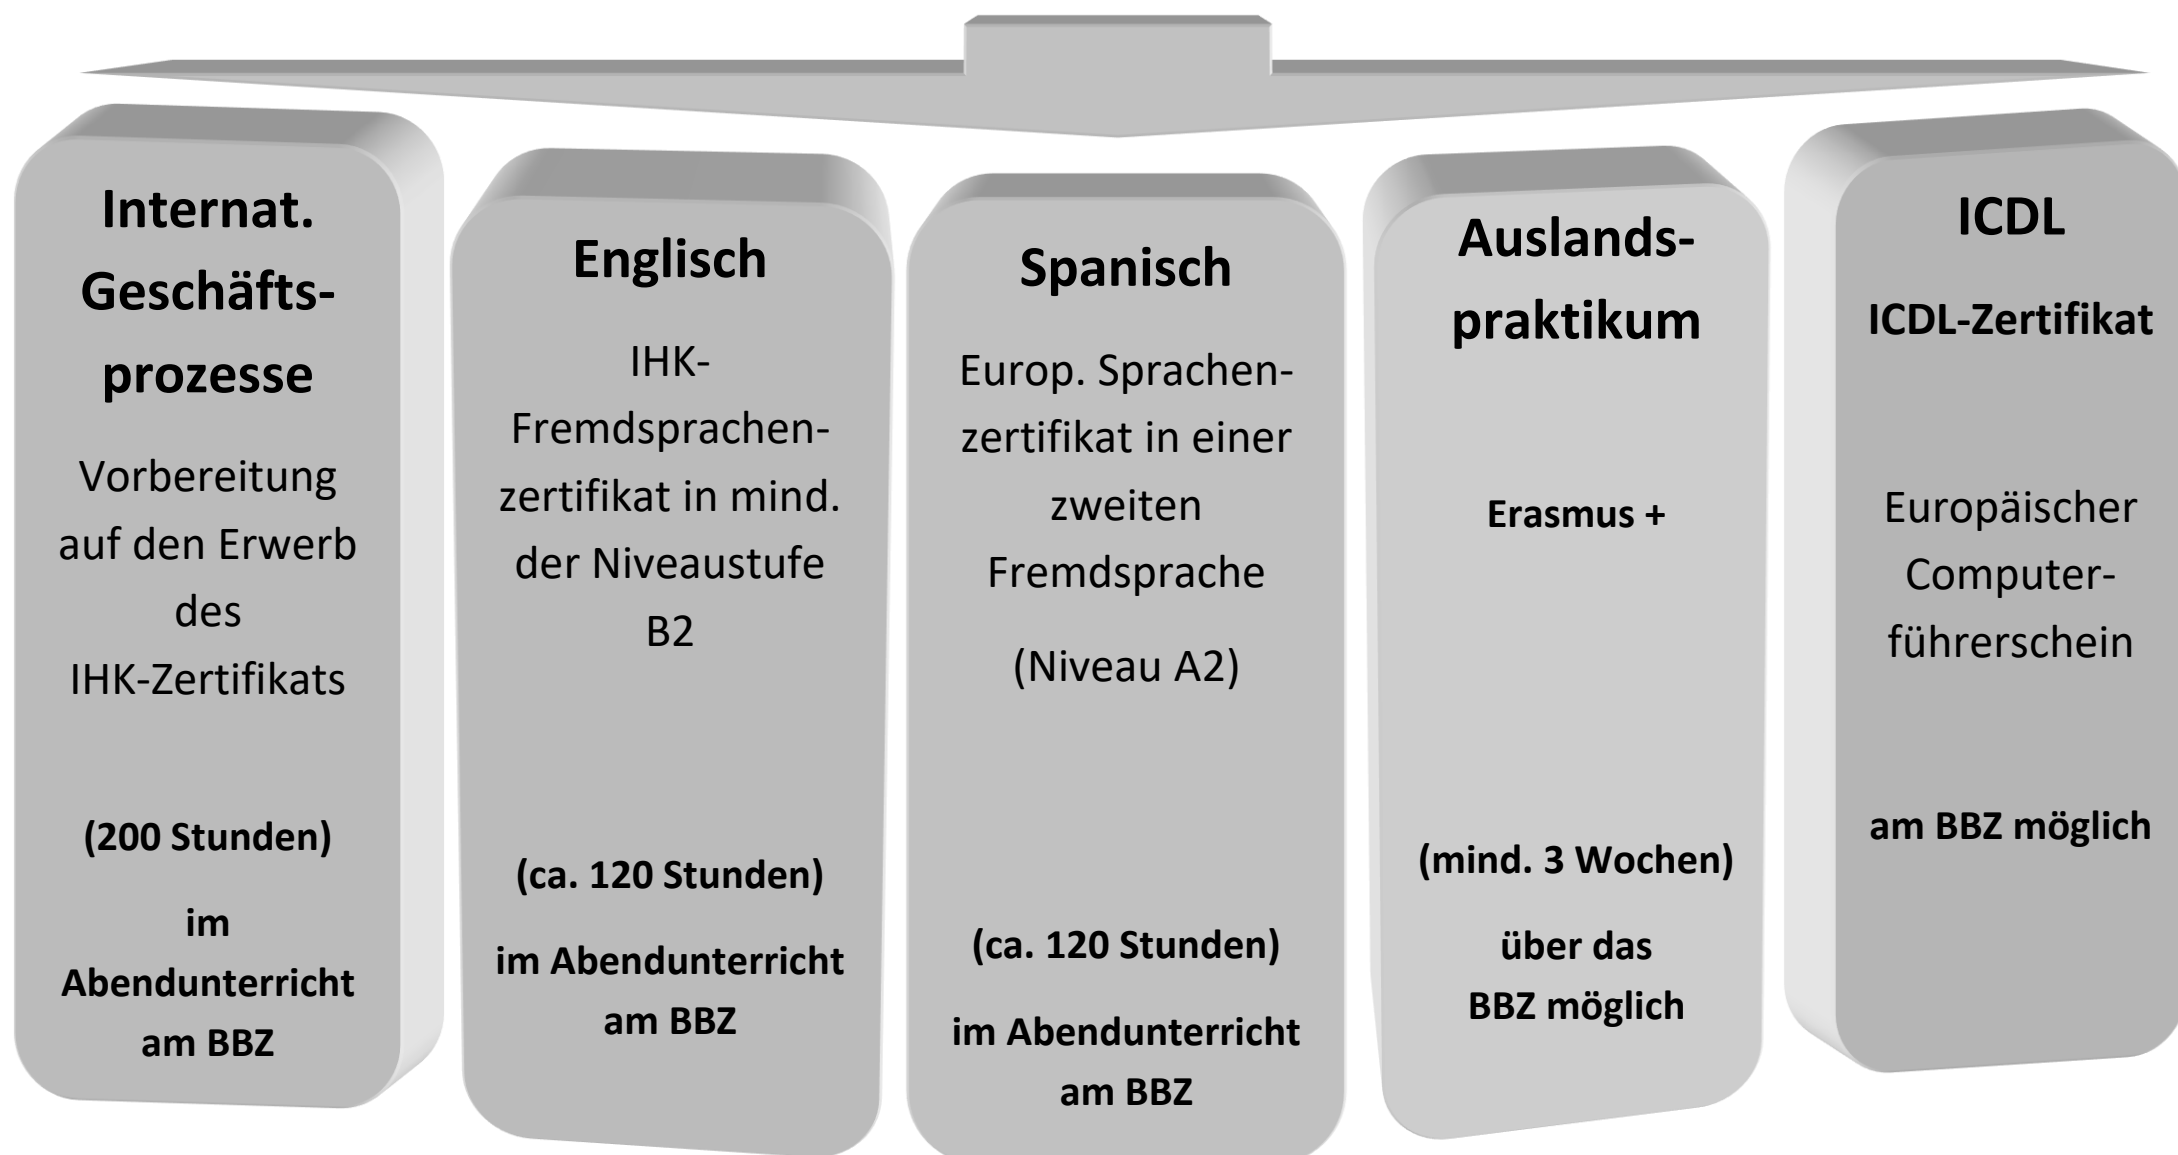 Internat.
Geschäfts-
prozesse
Vorbereitung
auf den Erwerb
des
IHK-Zertifikats
(200 Stunden)
im
Abendunterricht
am BBZ
Englisch
IHK-
Fremdsprachen-
zertifikat in mind.
der Niveaustufe
B2
(ca. 120 Stunden)
im Abendunterricht
am BBZ
Spanisch
Europ. Sprachen-
zertifikat in einer
zweiten
Fremdsprache
(Niveau A2)
(ca. 120 Stunden)
im Abendunterricht
am BBZ
Auslands-
praktikum
Erasmus +
(mind. 3 Wochen)
über das
BBZ möglich
ICDL
ICDL-Zertifikat
Europäischer
Computer-
führerschein
am BBZ möglich